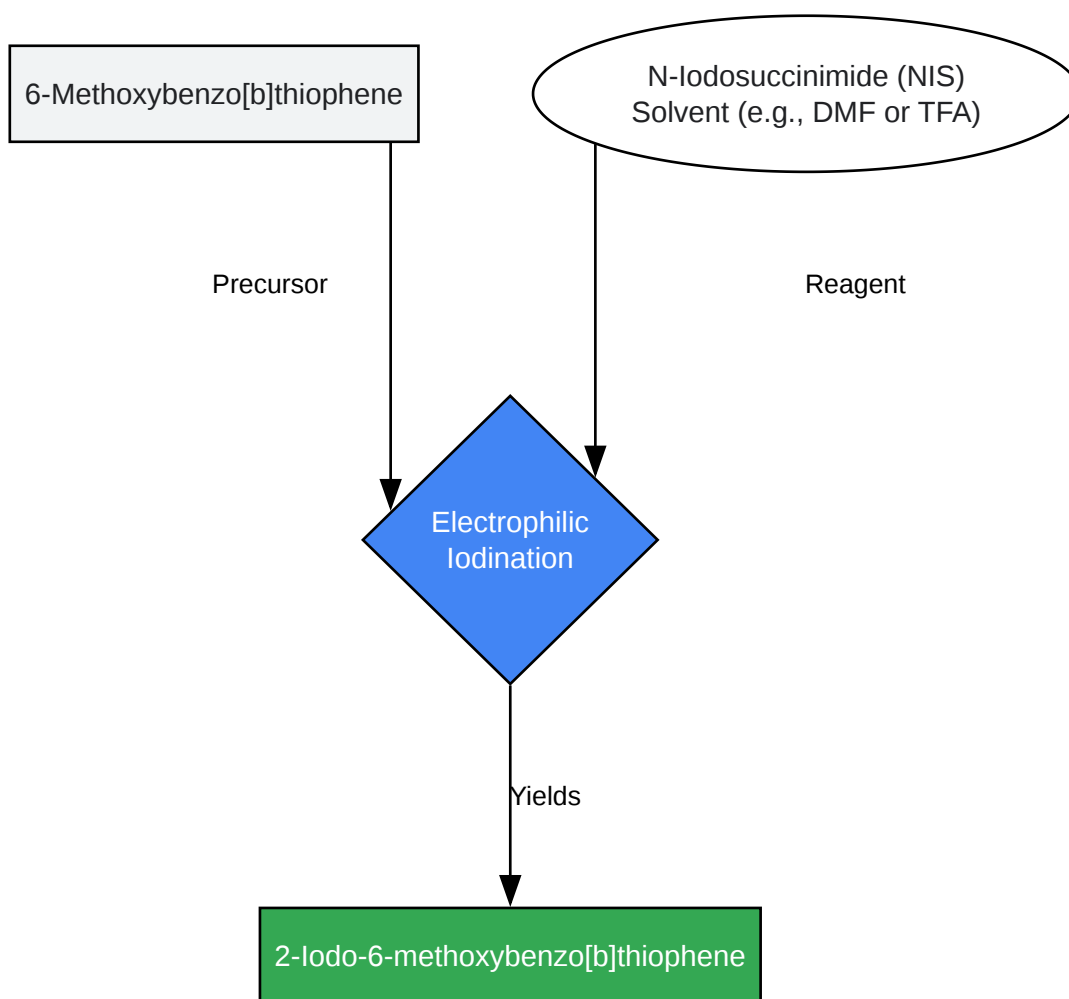 6-Methoxybenzo[b]thiophene
N-Iodosuccinimide (NIS)
Solvent (e.g., DMF or TFA)
Precursor
Reagent
Electrophilic
Iodination
Yields
2-Iodo-6-methoxybenzo[b]thiophene